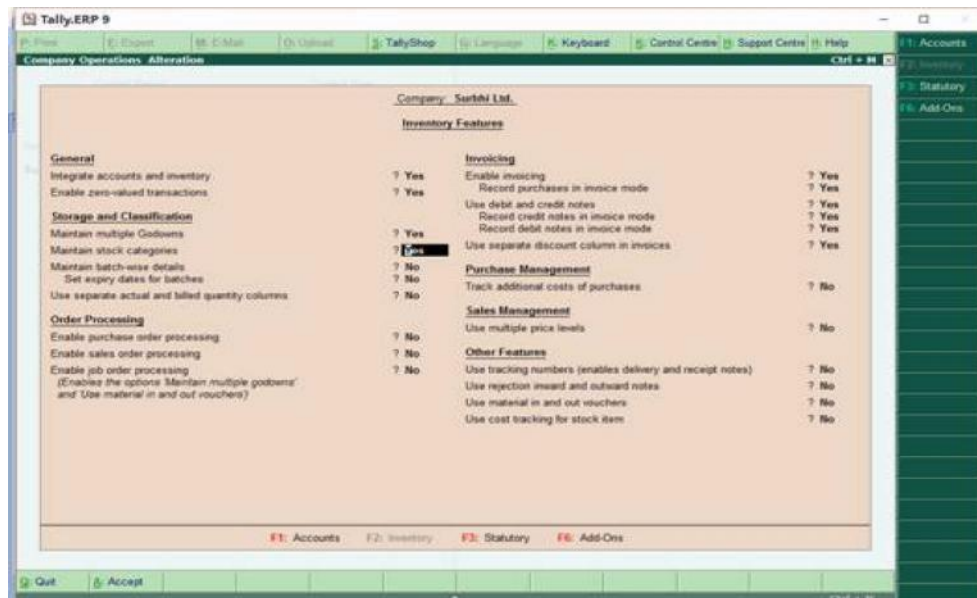 Tally.ERP 9
P: Print E: Export M: E-Mail O: Upload S: TallyShop G: Language K: Keyboard K: Control Centre H: Support Centre H: Help
F1: Accounts
Company Operations Alteration Ctrl + M
F2: Inventory
F3: Statutory
F6: Add-Ons
Company Surbhi Ltd.
Inventory Features
General
Integrate accounts and inventory ? Yes
Enable zero-valued transactions ? Yes
Storage and Classification
Maintain multiple Godowns ? Yes
Maintain stock categories ? Yes
Maintain batch-wise details ? No
Set expiry dates for batches ? No
Use separate actual and billed quantity columns ? No
Order Processing
Enable purchase order processing ? No
Enable sales order processing ? No
Enable job order processing ? No
(Enables the options 'Maintain multiple godowns'
and 'Use material in and out vouchers')
Invoicing
Enable invoicing ? Yes
Record purchases in invoice mode ? Yes
Use debit and credit notes ? Yes
Record credit notes in invoice mode ? Yes
Record debit notes in invoice mode ? Yes
Use separate discount column in invoices ? Yes
Purchase Management
Track additional costs of purchases ? No
Sales Management
Use multiple price levels ? No
Other Features
Use tracking numbers (enables delivery and receipt notes) ? No
Use rejection inward and outward notes ? No
Use material in and out vouchers ? No
Use cost tracking for stock item ? No
F1: Accounts F2: Inventory F3: Statutory F6: Add-Ons
Q: Quit A: Accept